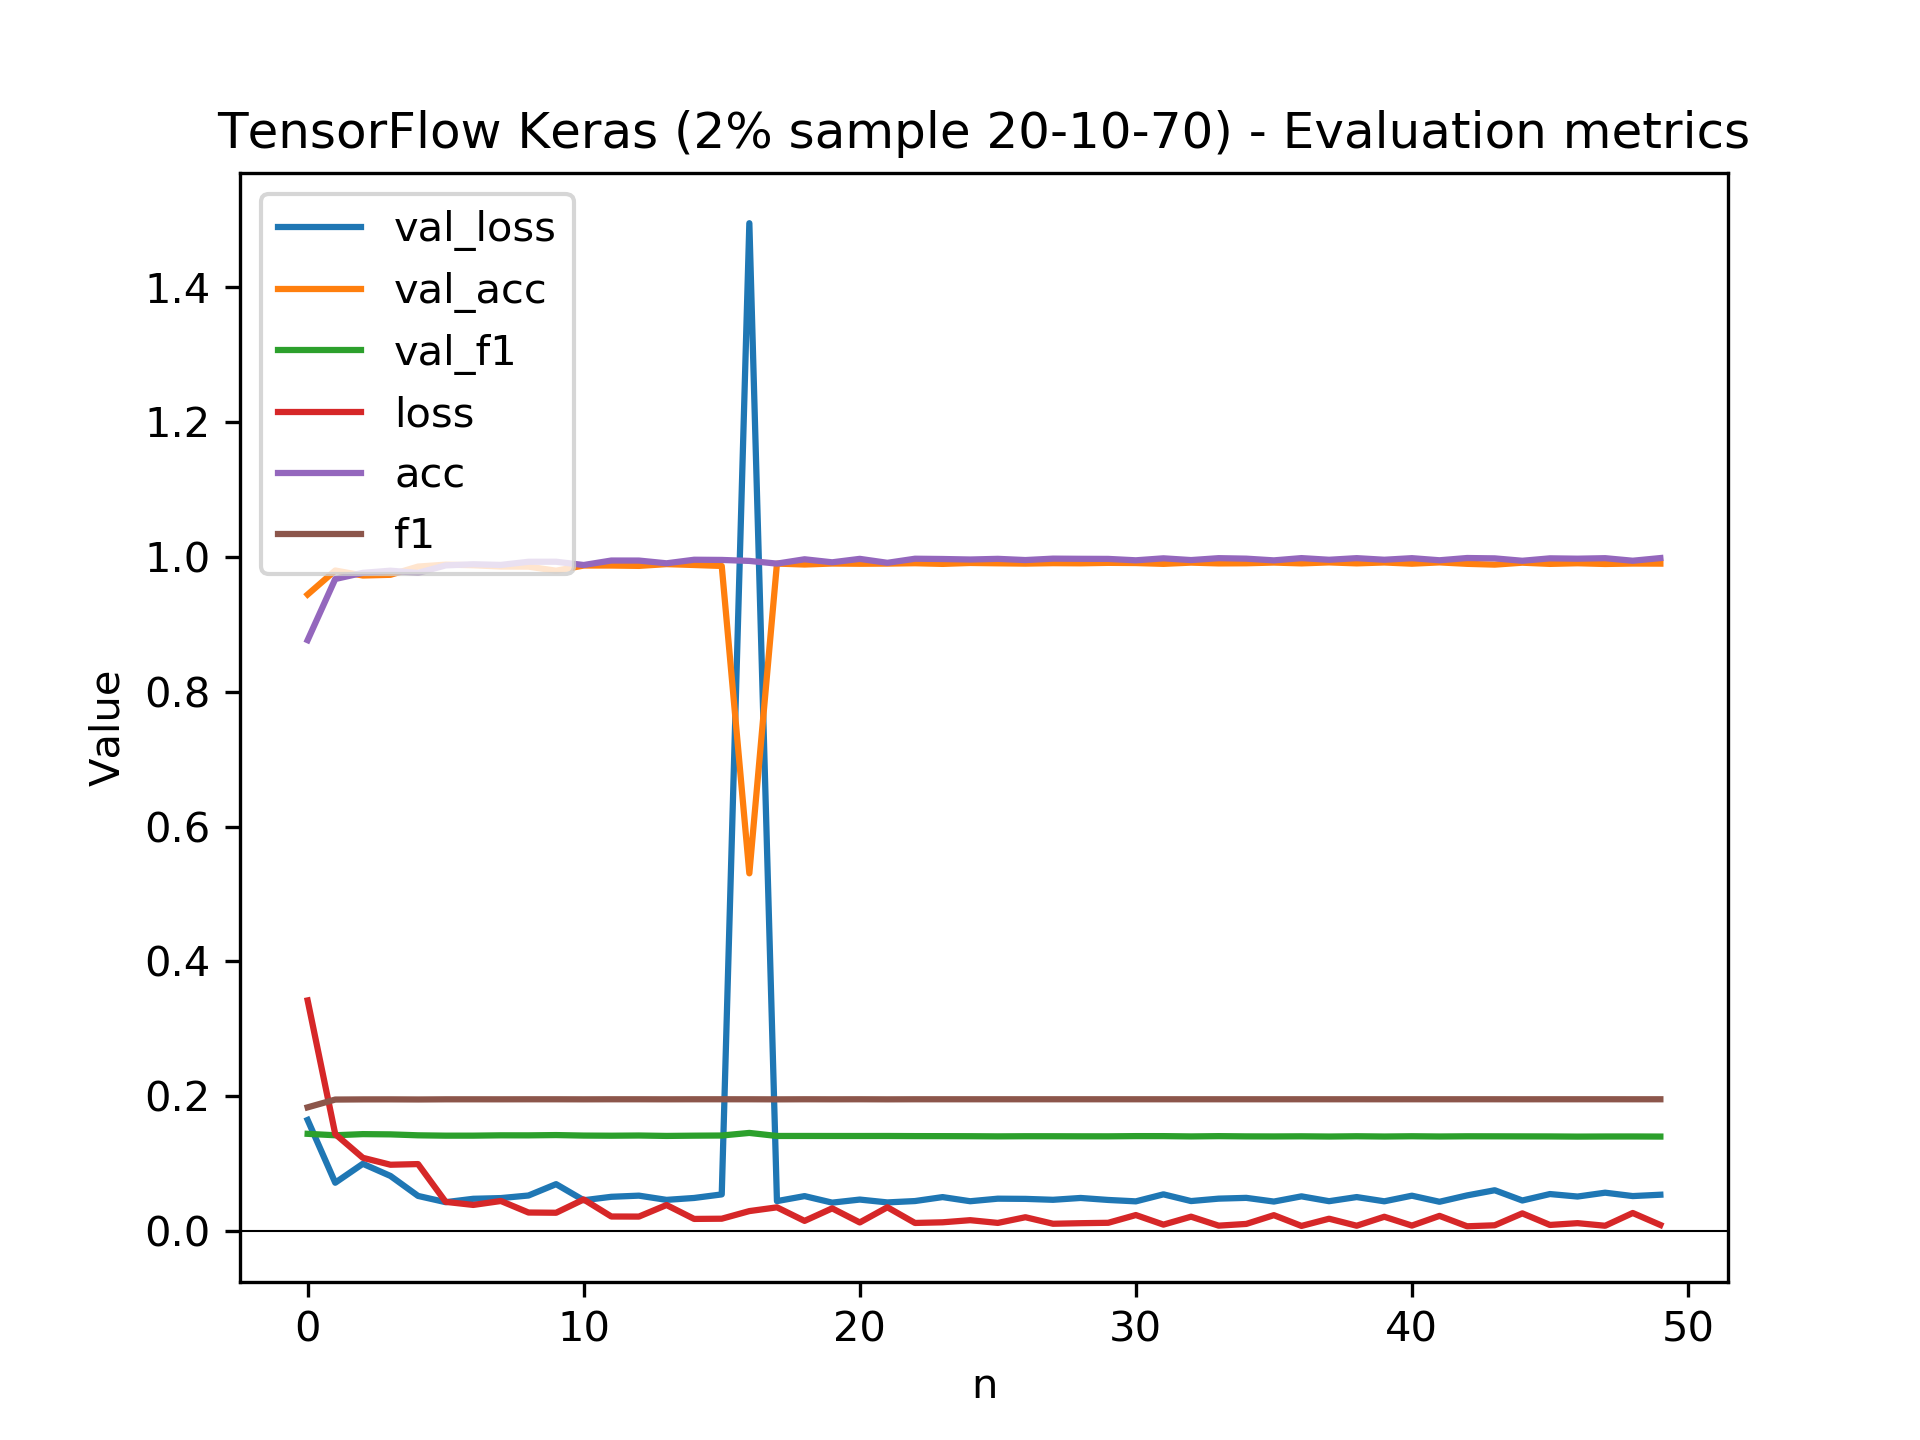 TensorFlow Keras (2% sample 20-10-70) - Evaluation metrics
val_loss
val_acc
val_f1
loss
acc
f1
1.4
1.2
1.0
0.8
0.6
0.4
0.2
0.0
Value
0 10 20 30 40 50
n